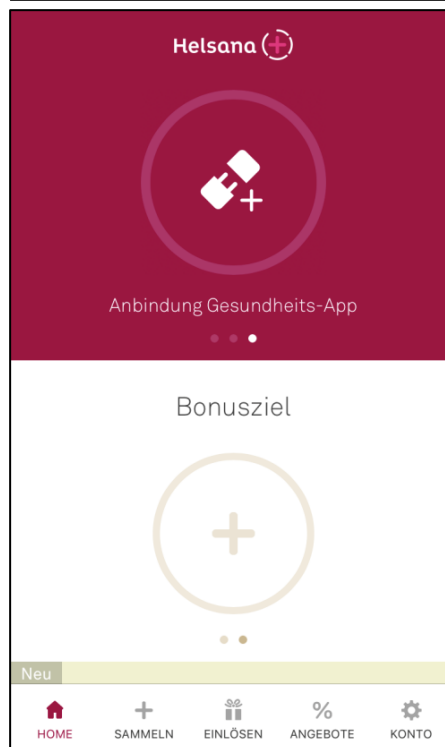 Helsana
Anbindung Gesundheits-App
Bonusziel
Neu
HOME SAMMELN EINLÖSEN ANGEBOTE KONTO